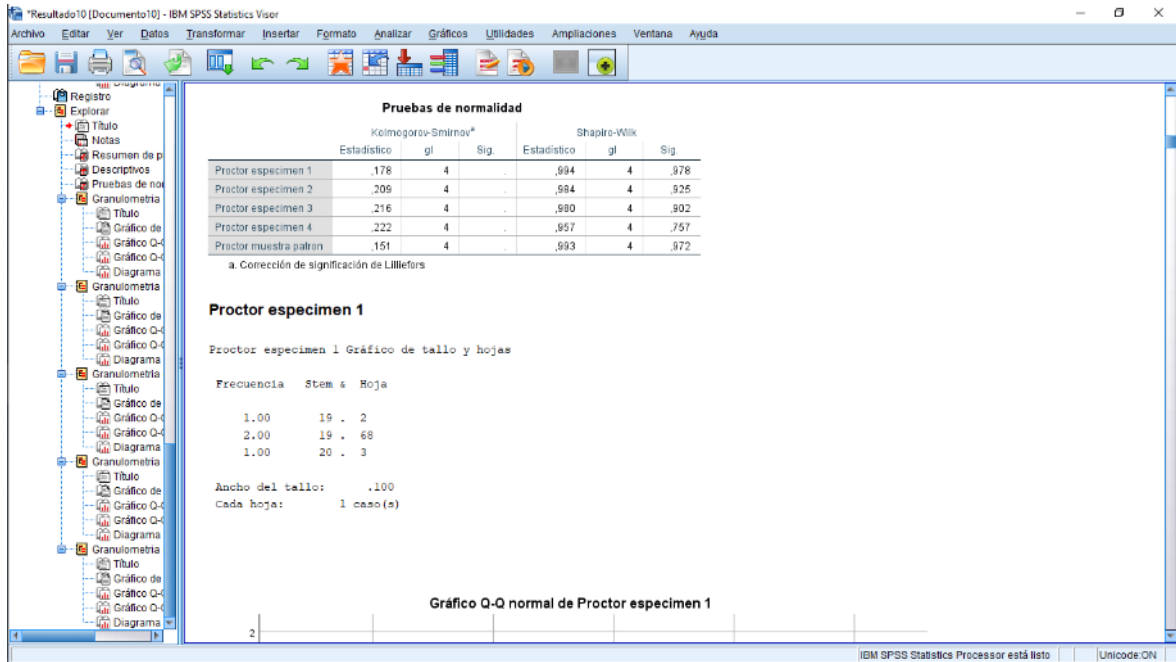 *Resultado10 [Documento10] - IBM SPSS Statistics Visor
Archivo Editar Ver Datos Transformar Insertar Formato Analizar Gráficos Utilidades Ampliaciones Ventana Ayuda
Registro
Explorar
Título
Notas
Resumen de p
Descriptivos
Pruebas de nor
Granulometria
Título
Gráfico de
Gráfico Q-Q
Gráfico Q-Q
Diagrama
Granulometria
Título
Gráfico de
Gráfico Q-Q
Gráfico Q-Q
Diagrama
Granulometria
Título
Gráfico de
Gráfico Q-Q
Gráfico Q-Q
Diagrama
Granulometria
Título
Gráfico de
Gráfico Q-Q
Gráfico Q-Q
Diagrama
Granulometria
Título
Gráfico de
Gráfico Q-Q
Gráfico Q-Q
Diagrama
Pruebas de normalidad
Kolmogorov-Smirnovª Shapiro-Wilk
Estadístico gl Sig. Estadístico gl Sig.
Proctor especimen 1 ,178 4 . ,994 4 ,978
Proctor especimen 2 ,209 4 . ,984 4 ,925
Proctor especimen 3 ,216 4 . ,980 4 ,902
Proctor especimen 4 ,222 4 . ,957 4 ,757
Proctor muestra patron ,151 4 . ,993 4 ,972
a. Corrección de significación de Lilliefors
Proctor especimen 1
Proctor especimen 1 Gráfico de tallo y hojas
Frecuencia Stem & Hoja
1.00 19 . 2
2.00 19 . 68
1.00 20 . 3
Ancho del tallo: .100
Cada hoja: 1 caso(s)
Gráfico Q-Q normal de Proctor especimen 1
2
IBM SPSS Statistics Processor está listo Unicode:ON